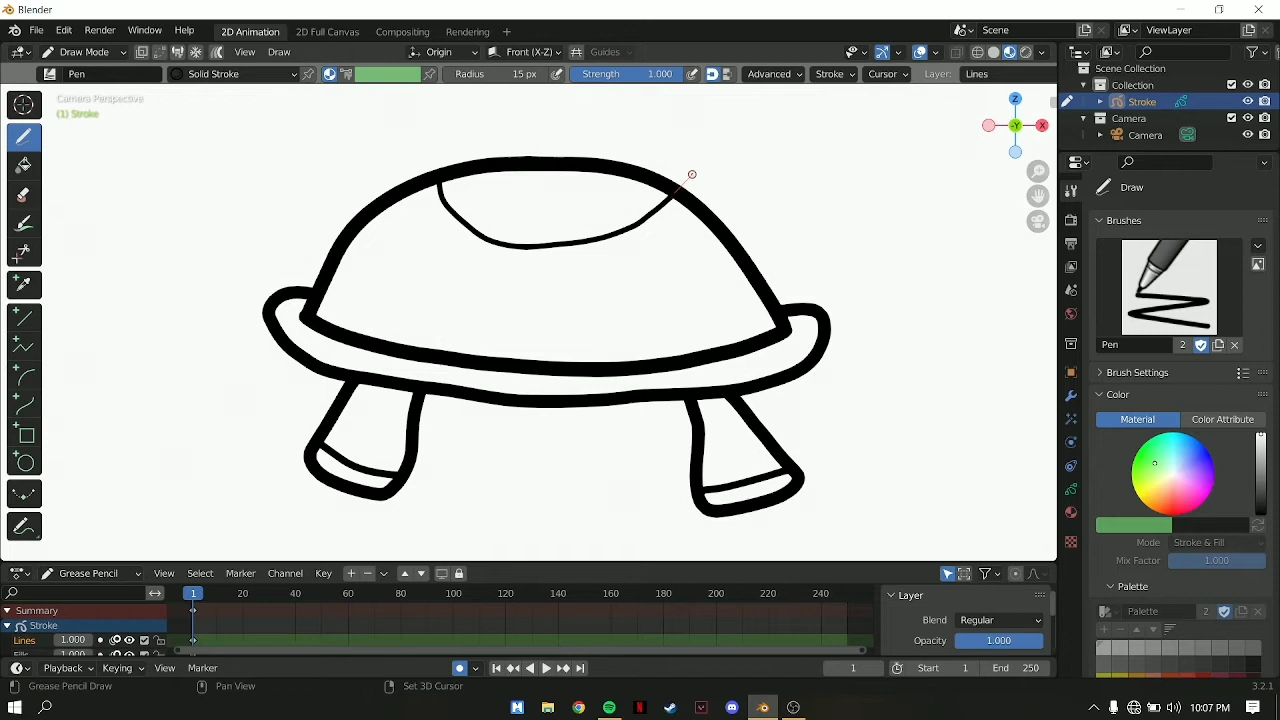 Blender
File Edit Render Window Help 2D Animation 2D Full Canvas Compositing Rendering + Scene ViewLayer
Draw Mode View Draw Origin Front (X-Z) Guides
Pen Solid Stroke Radius 15 px Strength 1.000 Advanced Stroke Cursor Layer: Lines
Camera Perspective
(1) Stroke
Z
-Y X
Scene Collection
Collection
Stroke
Camera
Camera
Draw
Brushes
Pen 2
Brush Settings
Color
Material Color Attribute
Mode Stroke & Fill
Mix Factor 1.000
Palette
Palette 2
Grease Pencil View Select Marker Channel Key
1 20 40 60 80 100 120 140 160 180 200 220 240
Summary
Stroke
Lines 1.000
Layer
Blend Regular
Opacity 1.000
Playback Keying View Marker 1 Start 1 End 250
Grease Pencil Draw Pan View Set 3D Cursor 3.2.1
10:07 PM